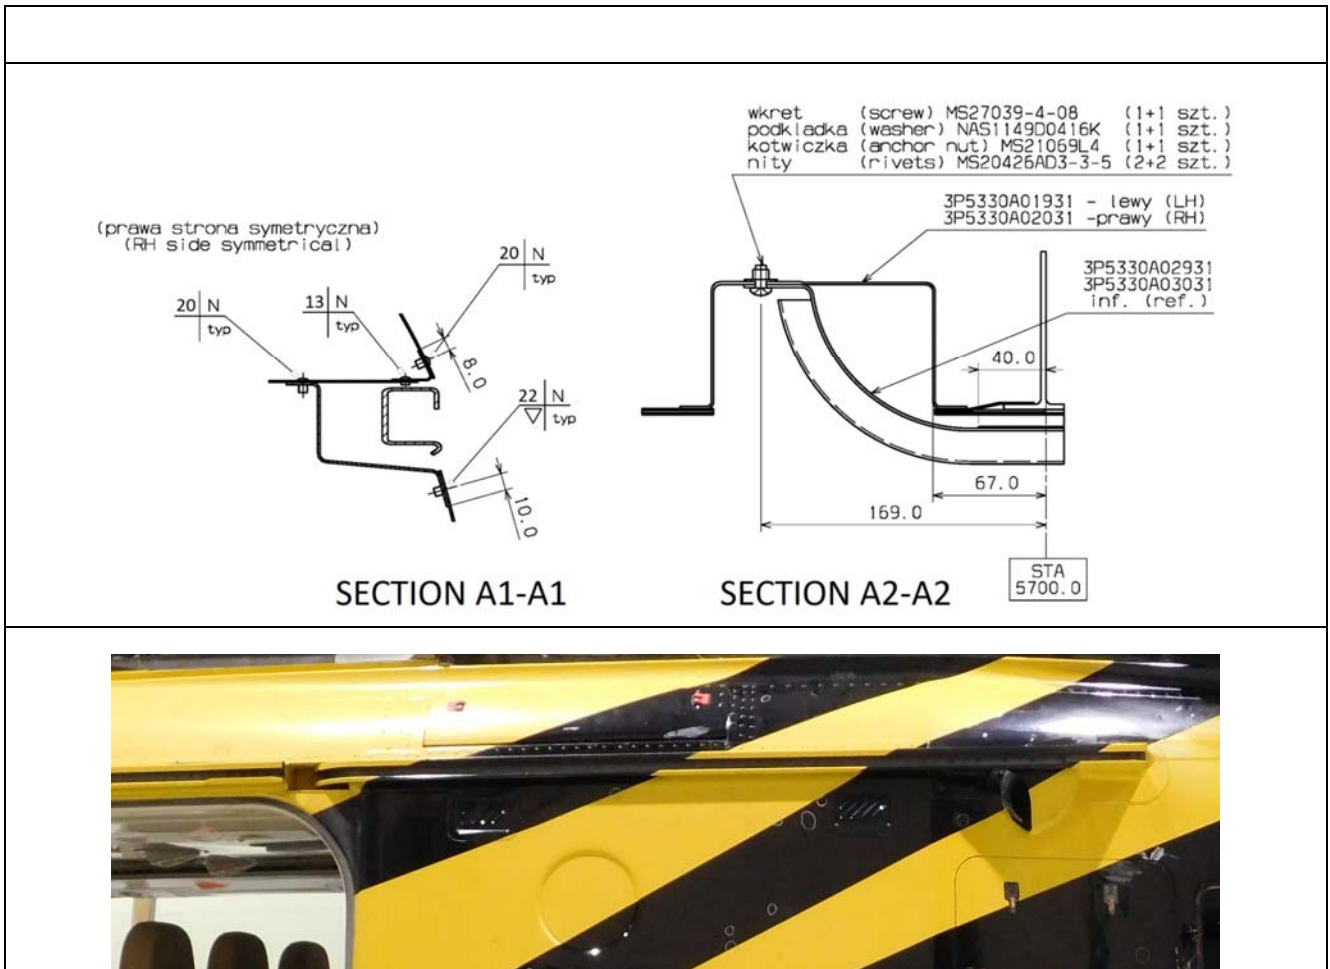 wkret (screw) MS27039-4-08 (1+1 szt.)
podkladka (washer) NAS1149D0416K (1+1 szt.)
kotwiczka (anchor nut) MS21069L4 (1+1 szt.)
nity (rivets) MS20426AD3-3-5 (2+2 szt.)
3P5330A01931 - lewy (LH)
3P5330A02031 -prawy (RH)
(prawa strona symetryczna)
(RH side symmetrical)
20 N
typ
3P5330A02931
3P5330A03031
inf. (ref.)
20 N
typ
13 N
typ
8.0
40.0
22 N
typ
10.0
67.0
169.0
SECTION A1-A1
SECTION A2-A2
STA
5700.0